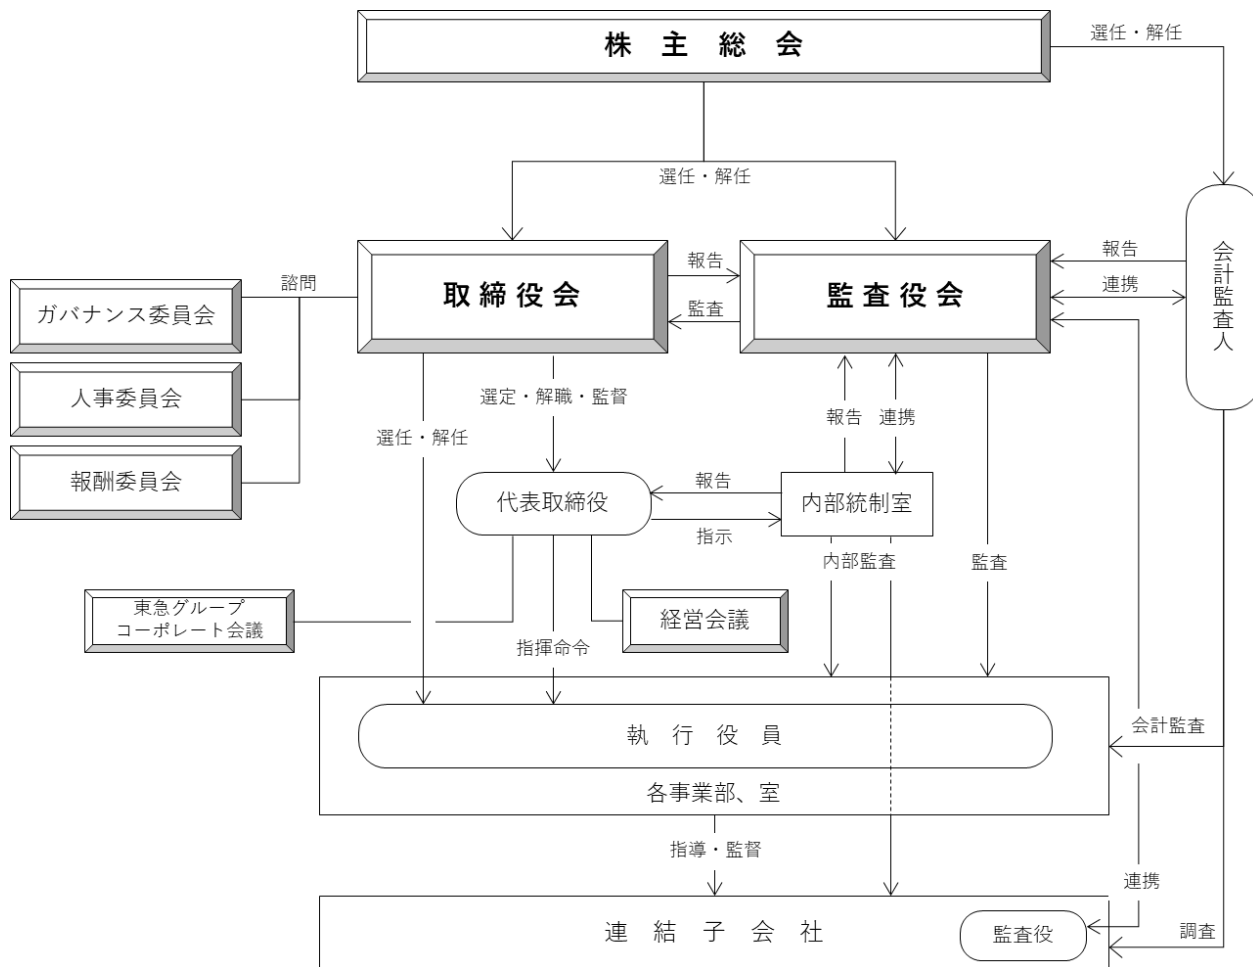 株主総会
選任・解任
選任・解任
会計監査人
取締役会
報告
監査
監査役会
報告
連携
諮問
ガバナンス委員会
人事委員会
報酬委員会
選任・解任
選定・解職・監督
報告
連携
代表取締役
報告
指示
内部統制室
内部監査
監査
東急グループ
コーポレート会議
経営会議
指揮命令
執行役員
各事業部、室
会計監査
指導・監督
連携
連結子会社
監査役
調査